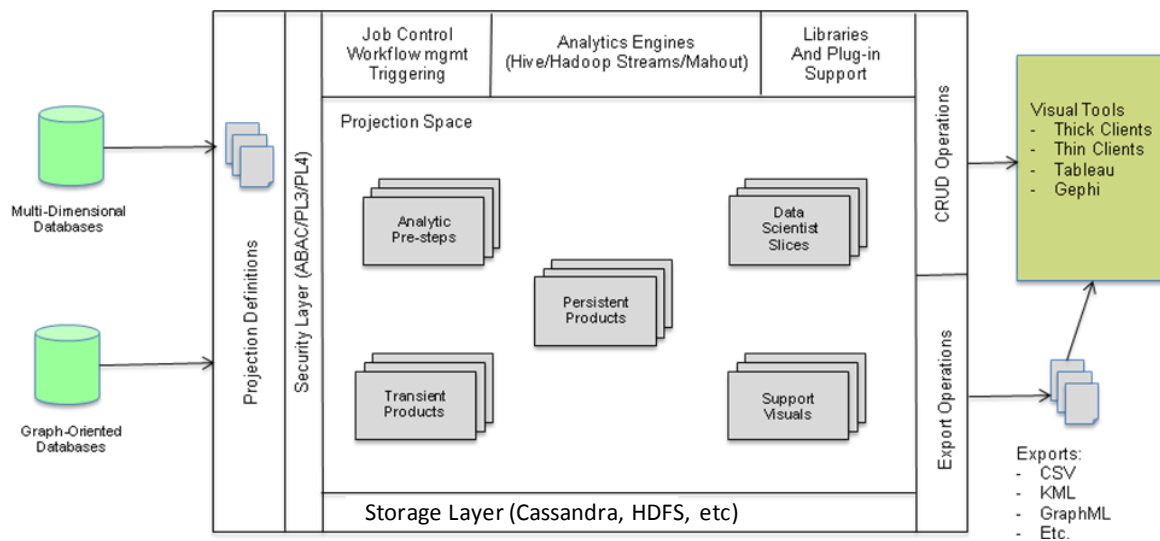 Job Control
Workflow mgmt
Triggering
Analytics Engines
(Hive/Hadoop Streams/Mahout)
Libraries
And Plug-in
Support
Multi-Dimensional
Databases
Graph-Oriented
Databases
Projection Definitions
Security Layer (ABAC/PL3/PL4)
Projection Space
Analytic
Pre-steps
Data
Scientist
Slices
Persistent
Products
Transient
Products
Support
Visuals
Storage Layer (Cassandra, HDFS, etc)
CRUD Operations
Export Operations
Visual Tools
- Thick Clients
- Thin Clients
- Tableau
- Gephi
Exports:
- CSV
- KML
- GraphML
- Etc.